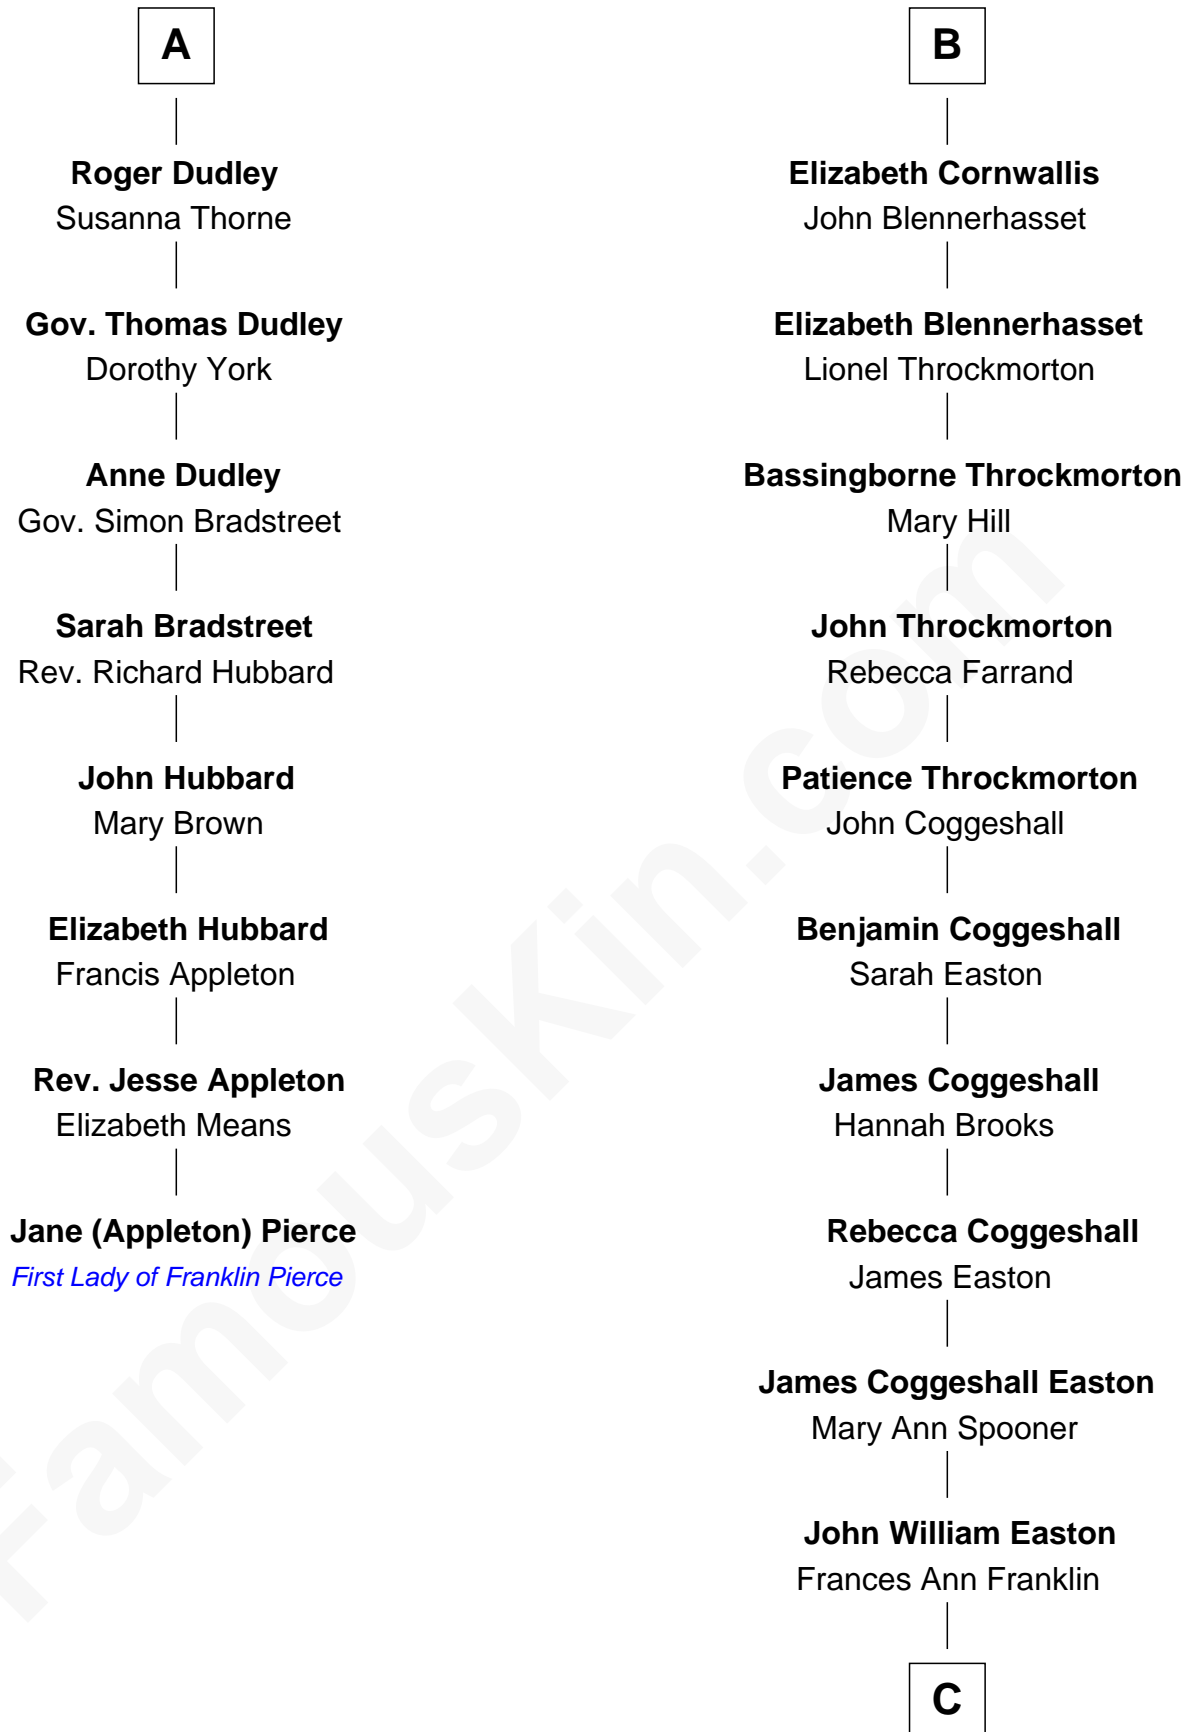 A
Roger Dudley
Susanna Thorne
Gov. Thomas Dudley
Dorothy York
Anne Dudley
Gov. Simon Bradstreet
Sarah Bradstreet
Rev. Richard Hubbard
John Hubbard
Mary Brown
Elizabeth Hubbard
Francis Appleton
Rev. Jesse Appleton
Elizabeth Means
Jane (Appleton) Pierce
First Lady of Franklin Pierce
B
Elizabeth Cornwallis
John Blennerhasset
Elizabeth Blennerhasset
Lionel Throckmorton
Bassingborne Throckmorton
Mary Hill
John Throckmorton
Rebecca Farrand
Patience Throckmorton
John Coggeshall
Benjamin Coggeshall
Sarah Easton
James Coggeshall
Hannah Brooks
Rebecca Coggeshall
James Easton
James Coggeshall Easton
Mary Ann Spooner
John William Easton
Frances Ann Franklin
C
FamousKin.com